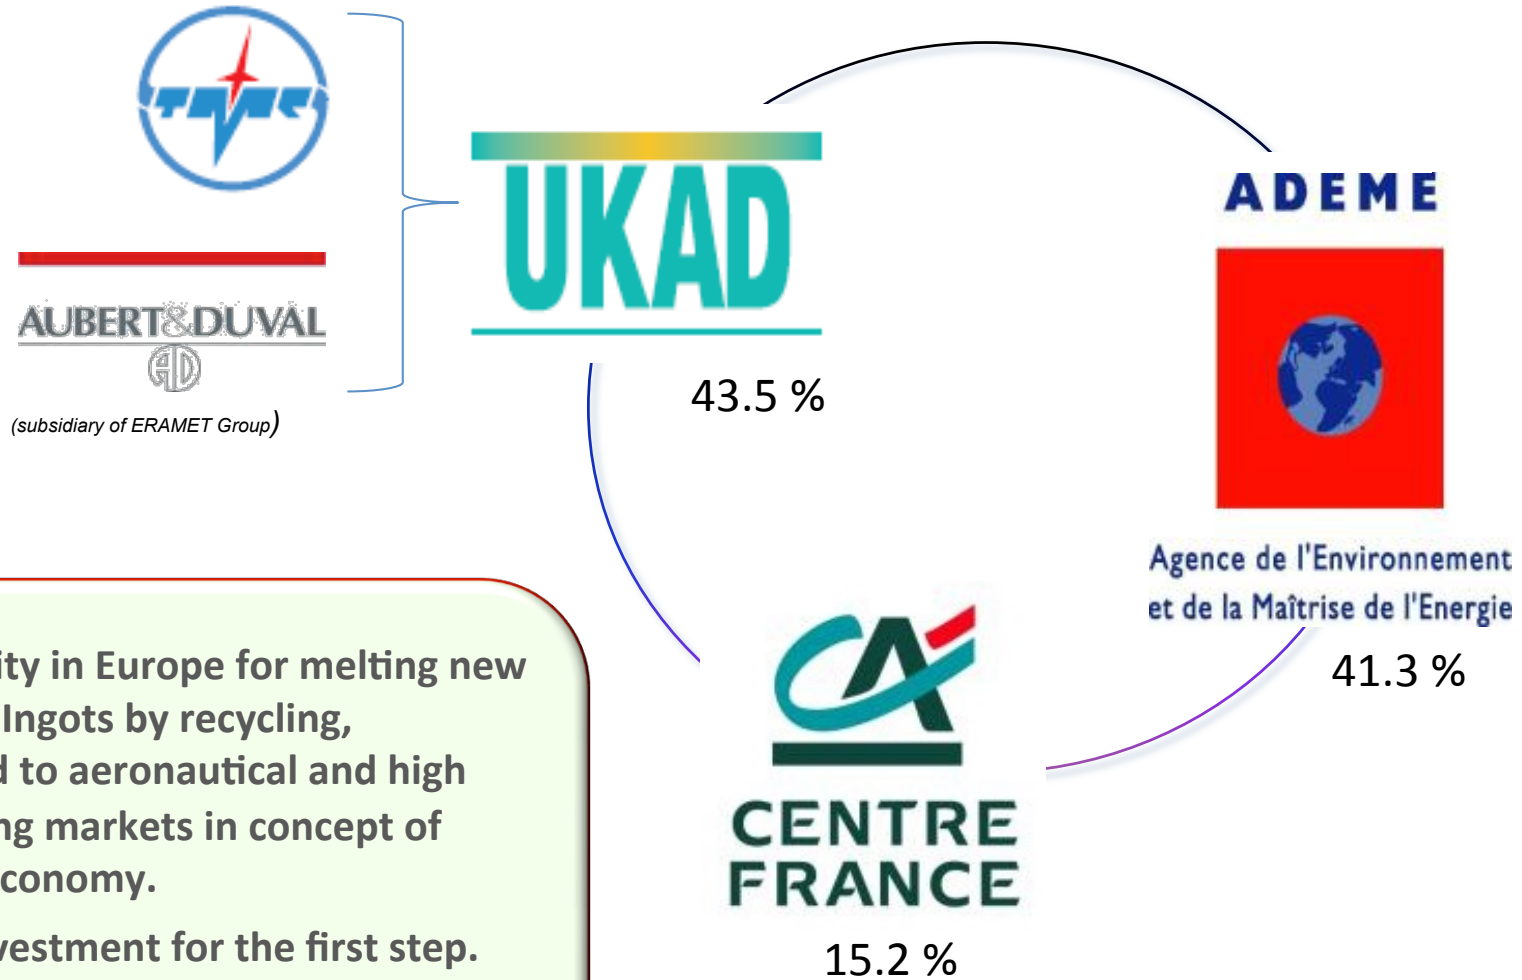 UKAD
ADEME
AUBERT&DUVAL
AD
(subsidiary of ERAMET Group)
43.5 %
Agence de l'Environnement
et de la Maîtrise de l'Energie
41.3 %
CA
CENTRE
FRANCE
15.2 %
ity in Europe for melting new
Ingots by recycling,
d to aeronautical and high
ng markets in concept of
conomy.
vestment for the first step.